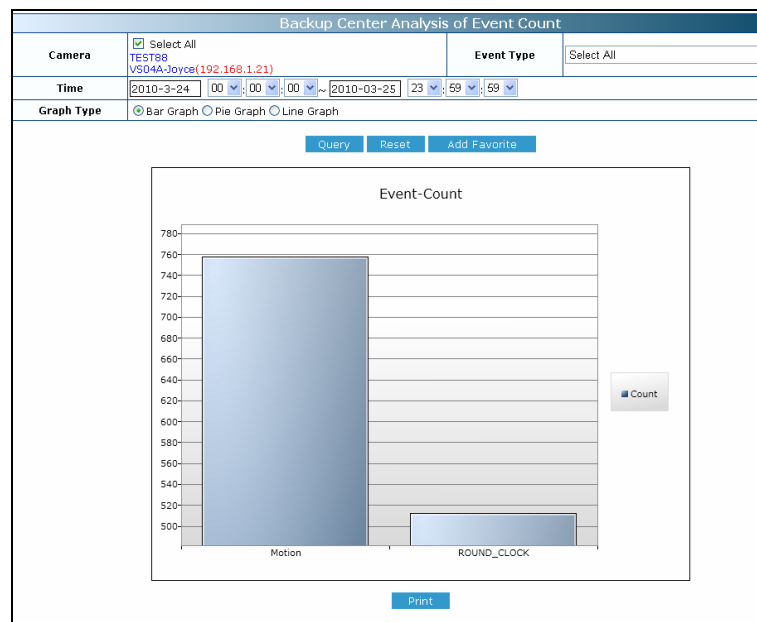 Backup Center Analysis of Event Count
Camera
Select All
TEST88
VS04A-Joyce(192.168.1.21)
Event Type
Select All
Time
2010-3-24 00 : 00 : 00 ~ 2010-03-25 23 : 59 : 59
Graph Type
Bar Graph Pie Graph Line Graph
Query Reset Add Favorite
Event-Count
780
760
740
720
700
680
660
640
620
600
580
560
540
520
500
Motion ROUND_CLOCK
Count
Print